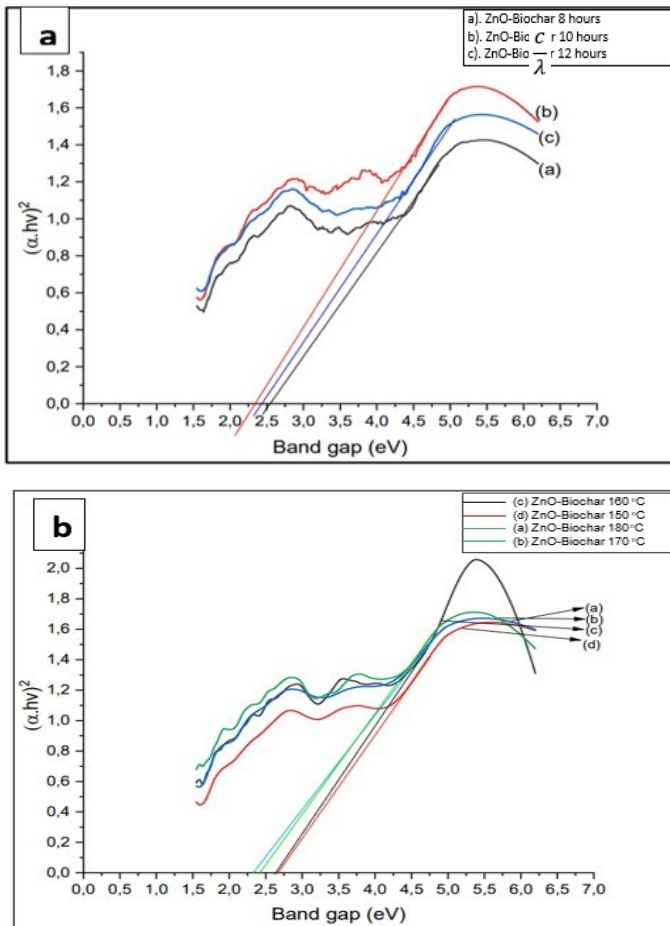 a
a). ZnO-Biochar 8 hours
b). ZnO-Bio c r 10 hours
c). ZnO-Bio λ r 12 hours
1,8
1,6
1,4
1,2
1,0
0,8
0,6
0,4
0,2
0,0
(α.hv)²
(b)
(c)
(a)
0,0 0,5 1,0 1,5 2,0 2,5 3,0 3,5 4,0 4,5 5,0 5,5 6,0 6,5 7,0
Band gap (eV)
b
(c) ZnO-Biochar 160 °C
(d) ZnO-Biochar 150 °C
(a) ZnO-Biochar 180 °C
(b) ZnO-Biochar 170 °C
2,0
1,8
1,6
1,4
1,2
1,0
0,8
0,6
0,4
0,2
0,0
(α.hv)²
(a)
(b)
(c)
(d)
0,0 0,5 1,0 1,5 2,0 2,5 3,0 3,5 4,0 4,5 5,0 5,5 6,0 6,5 7,0
Band gap (eV)